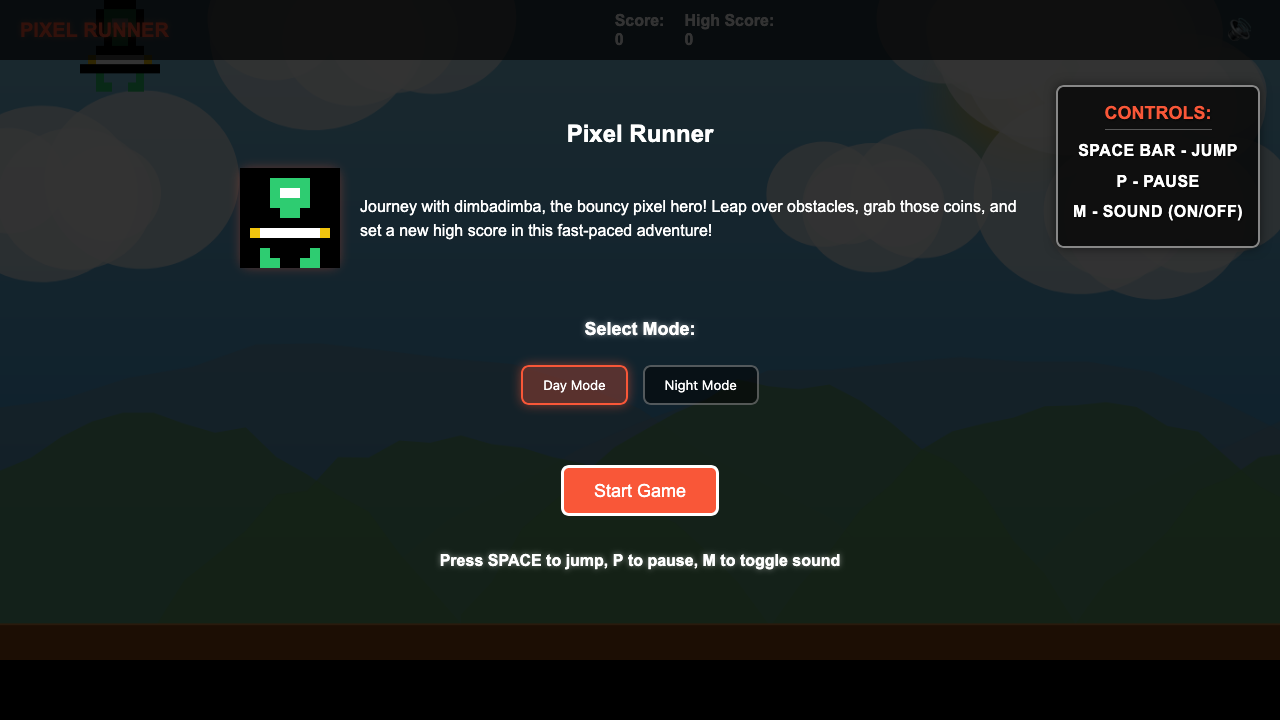 PIXEL RUNNER
Score: High Score:
0 0
CONTROLS:
SPACE BAR - JUMP
P - PAUSE
M - SOUND (ON/OFF)
Pixel Runner
Journey with dimbadimba, the bouncy pixel hero! Leap over obstacles, grab those coins, and
set a new high score in this fast-paced adventure!
Select Mode:
Day Mode Night Mode
Start Game
Press SPACE to jump, P to pause, M to toggle sound